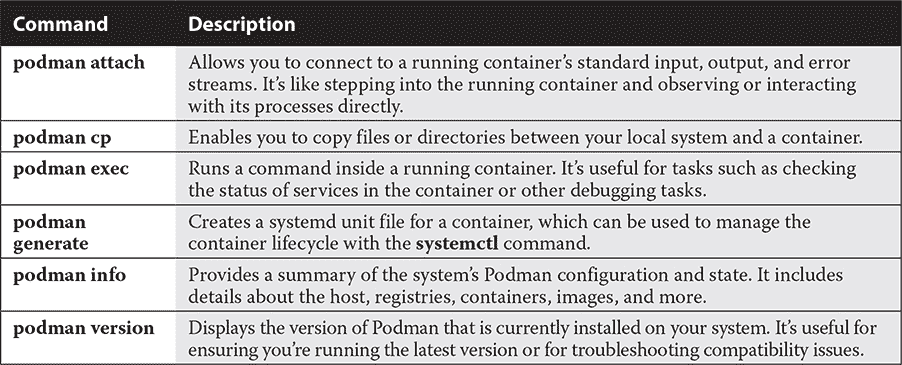 Command Description
podman attach Allows you to connect to a running container’s standard input, output, and error
streams. It’s like stepping into the running container and observing or interacting
with its processes directly.
podman cp Enables you to copy files or directories between your local system and a container.
podman exec Runs a command inside a running container. It’s useful for tasks such as checking
the status of services in the container or other debugging tasks.
podman Creates a systemd unit file for a container, which can be used to manage the
generate container lifecycle with the systemctl command.
podman info Provides a summary of the system’s Podman configuration and state. It includes
details about the host, registries, containers, images, and more.
podman version Displays the version of Podman that is currently installed on your system. It’s useful for
ensuring you’re running the latest version or for troubleshooting compatibility issues.